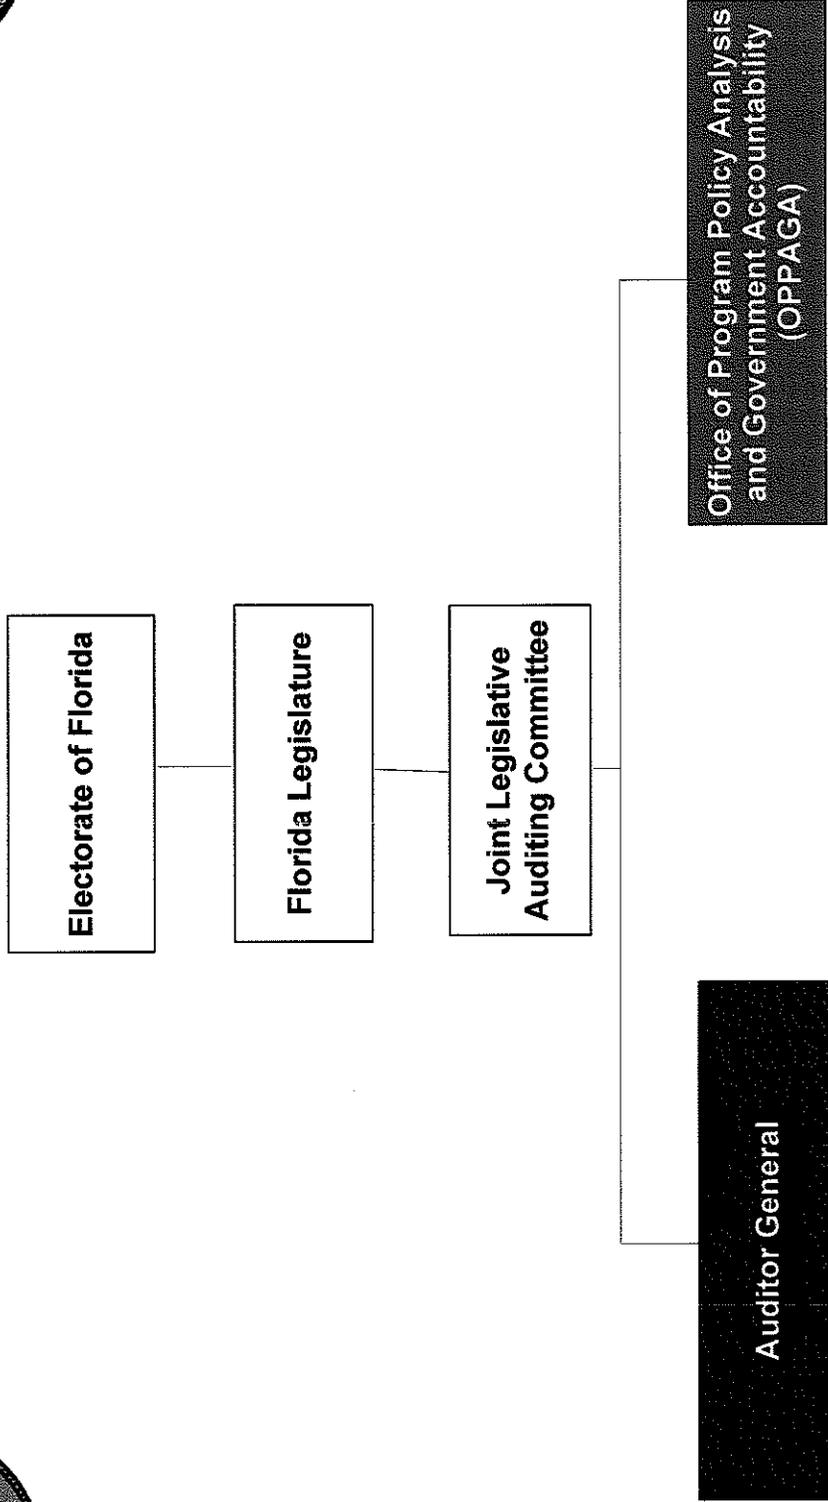 Electorate of Florida
Florida Legislature
Joint Legislative
Auditing Committee
Auditor General
Office of Program Policy Analysis
and Government Accountability
(OPPAGA)